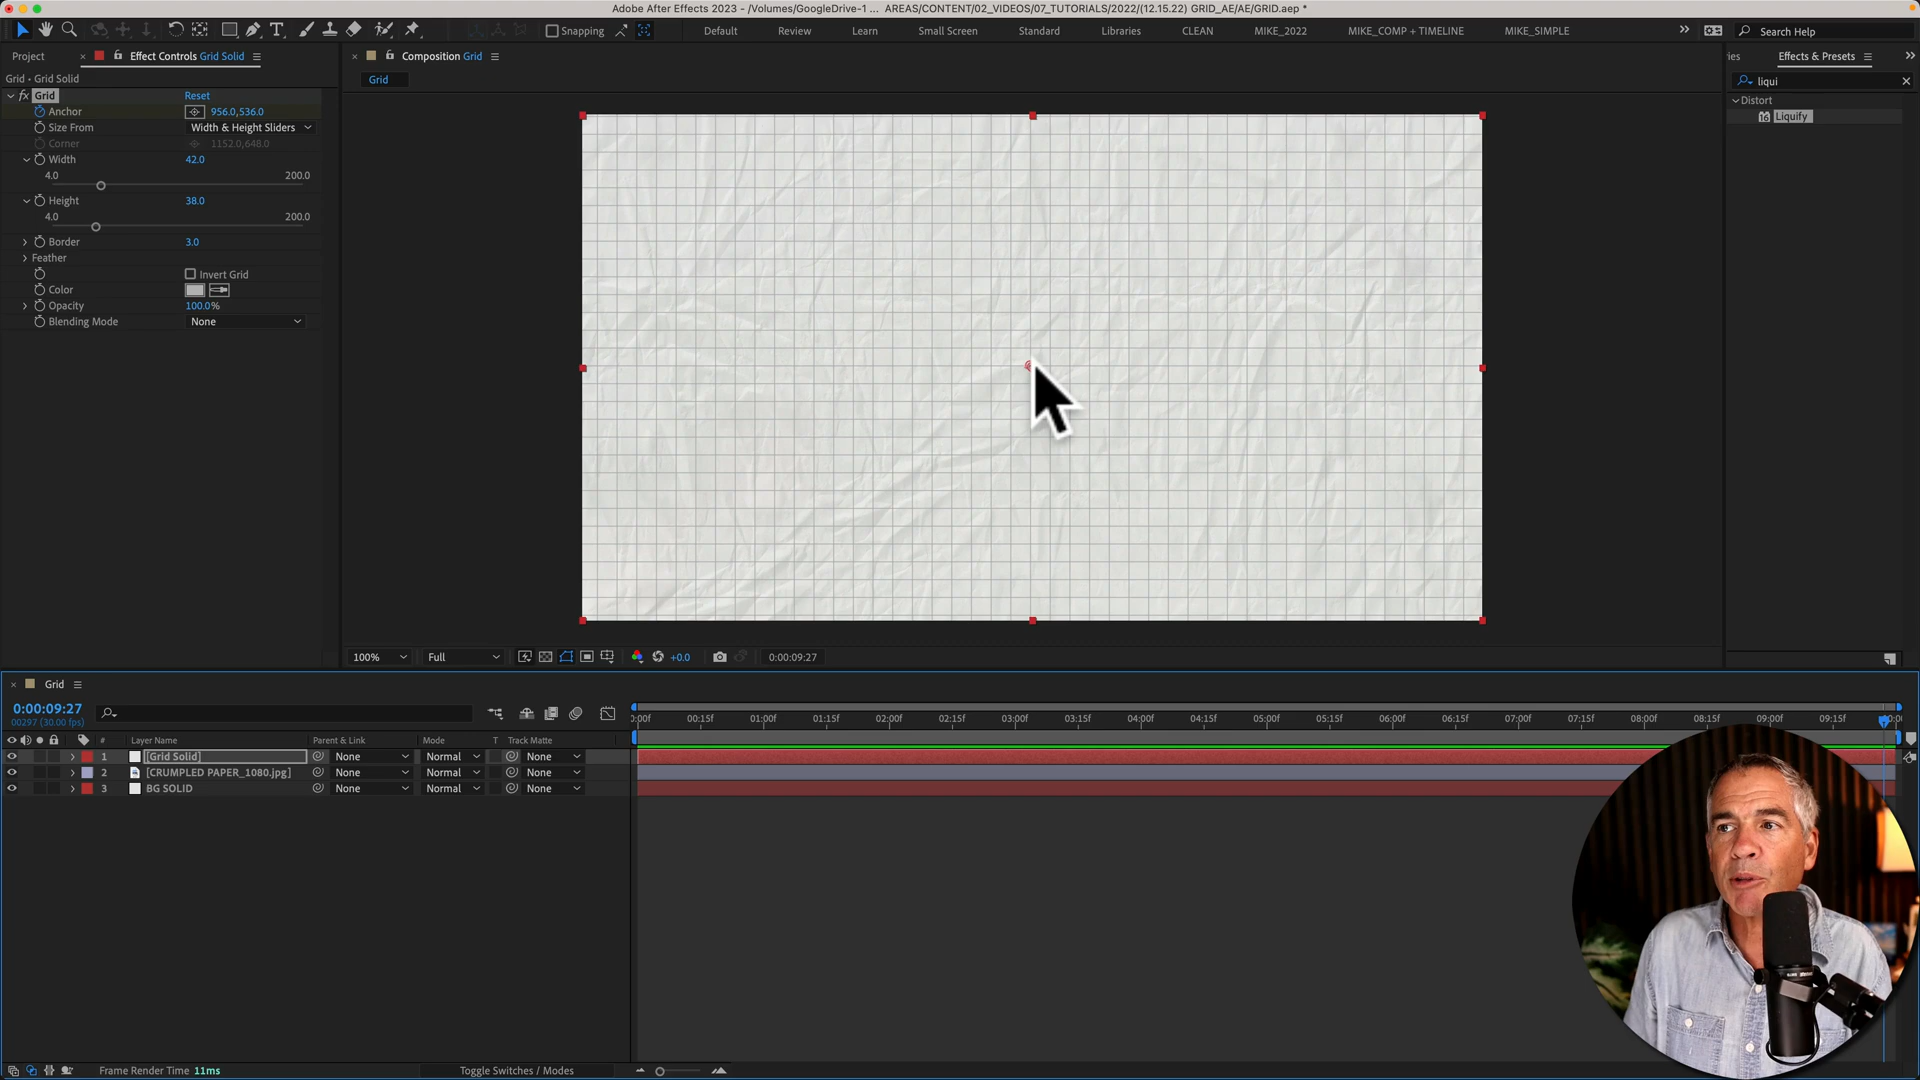 Adobe After Effects 2023 - /Volumes/GoogleDrive-1 ... AREAS/CONTENT/02_VIDEOS/07_TUTORIALS/2022/(12.15.22) GRID_AE/AE/GRID.aep *
Snapping
Default
Review
Learn
Small Screen
Standard
Libraries
CLEAN
MIKE_2022
MIKE_COMP + TIMELINE
MIKE_SIMPLE
Search Help
Project
Effect Controls Grid Solid
Composition Grid
ies
Effects & Presets
Grid • Grid Solid
Grid
liqui
Distort
Liquify
fx Grid
Reset
Anchor
956.0,536.0
Size From
Width & Height Sliders
Corner
1152.0,648.0
Width
42.0
4.0
200.0
Height
38.0
4.0
200.0
Border
3.0
Feather
Invert Grid
Color
Opacity
100.0%
Blending Mode
None
100%
Full
+0.0
0:00:09:27
Grid
0:00:09:27
00297 (30.00 fps)
0:00f
00:15f
01:00f
01:15f
02:00f
02:15f
03:00f
03:15f
04:00f
04:15f
05:00f
05:15f
06:00f
06:15f
07:00f
07:15f
08:00f
08:15f
09:00f
09:15f
#
Layer Name
Parent & Link
Mode
T
Track Matte
1
[Grid Solid]
None
Normal
None
2
[CRUMPLED PAPER_1080.jpg]
None
Normal
None
3
BG SOLID
None
Normal
None
Frame Render Time 11ms
Toggle Switches / Modes